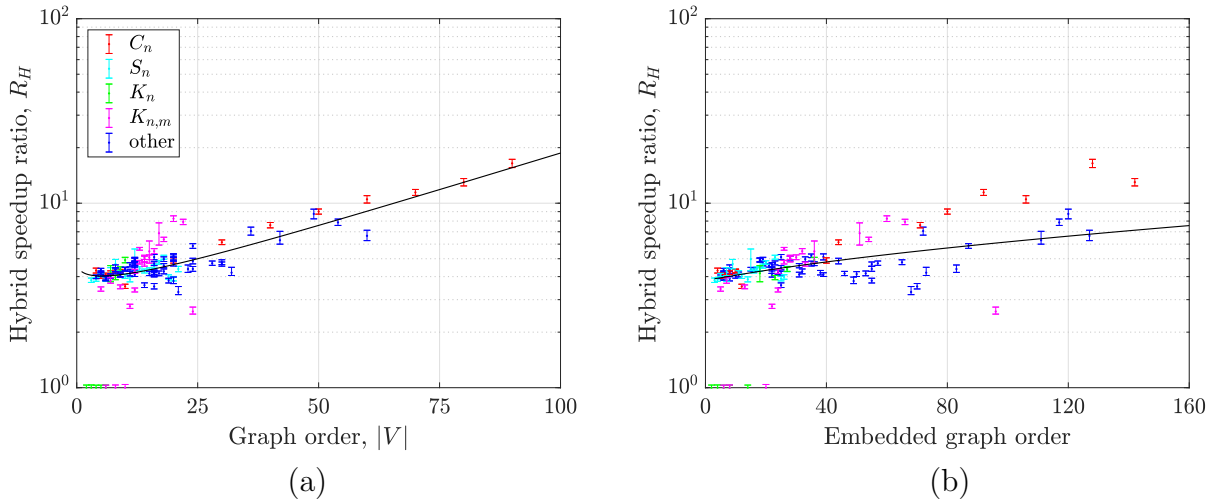 Hybrid speedup ratio, $R_H$
10^2
10^1
10^0
$C_n$
$S_n$
$K_n$
$K_{n,m}$
other
0 25 50 75 100
Graph order, $|V|$
(a)
Hybrid speedup ratio, $R_H$
10^2
10^1
10^0
0 40 80 120 160
Embedded graph order
(b)